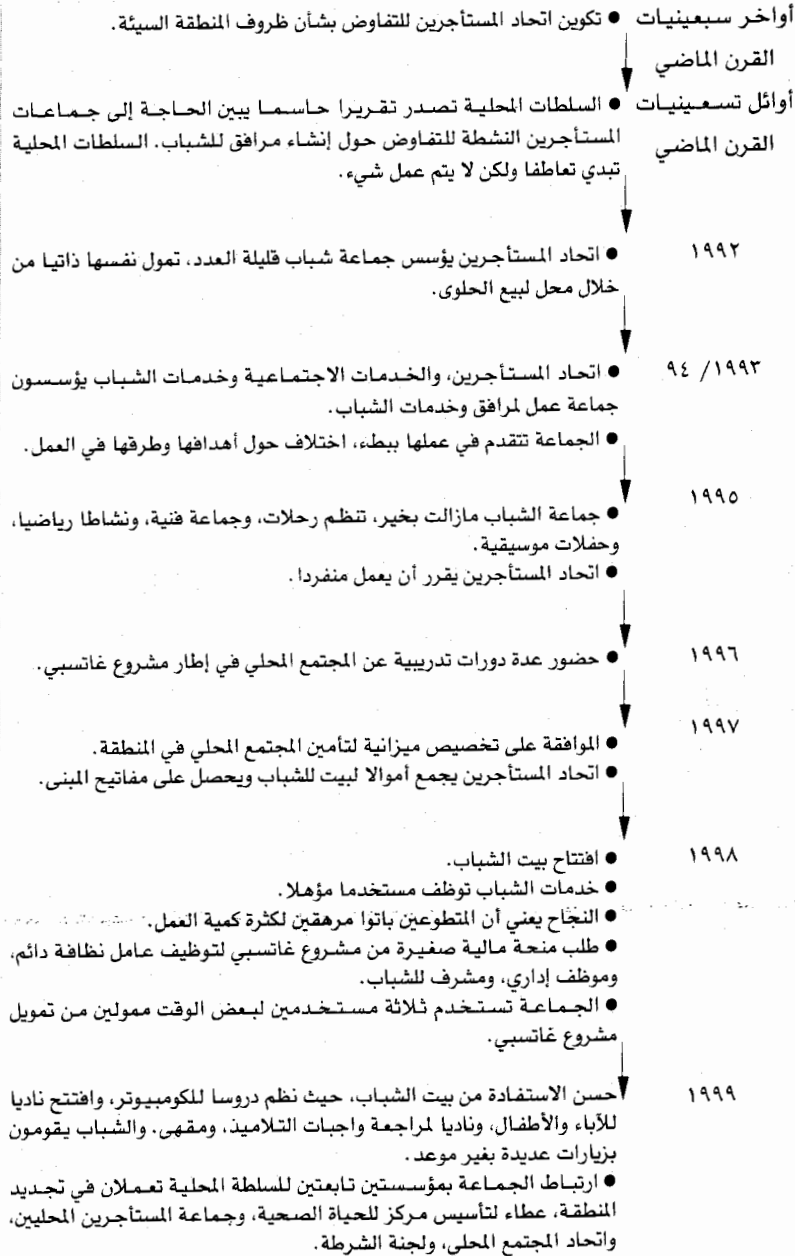 أواخر سبعينيات ● تكوين اتحاد المستأجرين للتفاوض بشأن ظروف المنطقة السيئة.
القرن الماضي
أوائل تسعينيات ● السلطات المحلية تصدر تقريرا حاسما يبين الحاجة إلى جماعات
القرن الماضي المستأجرين النشطة للتفاوض حول إنشاء مرافق للشباب. السلطات المحلية
تبدي تعاطفا ولكن لا يتم عمل شيء.
١٩٩٢ ● اتحاد المستأجرين يؤسس جماعة شباب قليلة العدد، تمول نفسها ذاتيا من
خلال محل لبيع الحلوى.
١٩٩٣/ ٩٤ ● اتحاد المستأجرين، والخدمات الاجتماعية وخدمات الشباب يؤسسون
جماعة عمل لمرافق وخدمات الشباب.
● الجماعة تتقدم في عملها ببطء، اختلاف حول أهدافها وطرقها في العمل.
١٩٩٥ ● جماعة الشباب مازالت بخير، تنظم رحلات، وجماعة فنية، ونشاطا رياضيا،
وحفلات موسيقية.
● اتحاد المستأجرين يقرر أن يعمل منفردا.
١٩٩٦ ● حضور عدة دورات تدريبية عن المجتمع المحلي في إطار مشروع غاتسبي.
١٩٩٧ ● الموافقة على تخصيص ميزانية لتأمين المجتمع المحلي في المنطقة.
● اتحاد المستأجرين يجمع أموالا لبيت للشباب ويحصل على مفاتيح المبنى.
١٩٩٨ ● افتتاح بيت الشباب.
● خدمات الشباب توظف مستخدما مؤهلا.
● النجاح يعني أن المتطوعين باتوا مرهقين لكثرة كمية العمل.
● طلب منحة مالية صغيرة من مشروع غاتسبي لتوظيف عامل نظافة دائم،
وموظف إداري، ومشرف للشباب.
● الجماعة تستخدم ثلاثة مستخدمين لبعض الوقت ممولين من تمويل
مشروع غاتسبي.
١٩٩٩ حسن الاستفادة من بيت الشباب، حيث نظم دروسا للكومبيوتر، وافتتح ناديا
للآباء والأطفال، وناديا لمراجعة واجبات التلاميذ، ومقهى. والشباب يقومون
بزيارات عديدة بغير موعد.
● ارتباط الجماعة بمؤسستين تابعتين للسلطة المحلية تعملان في تجديد
المنطقة، عطاء لتأسيس مركز للحياة الصحية، وجماعة المستأجرين المحليين،
واتحاد المجتمع المحلي، ولجنة الشرطة.